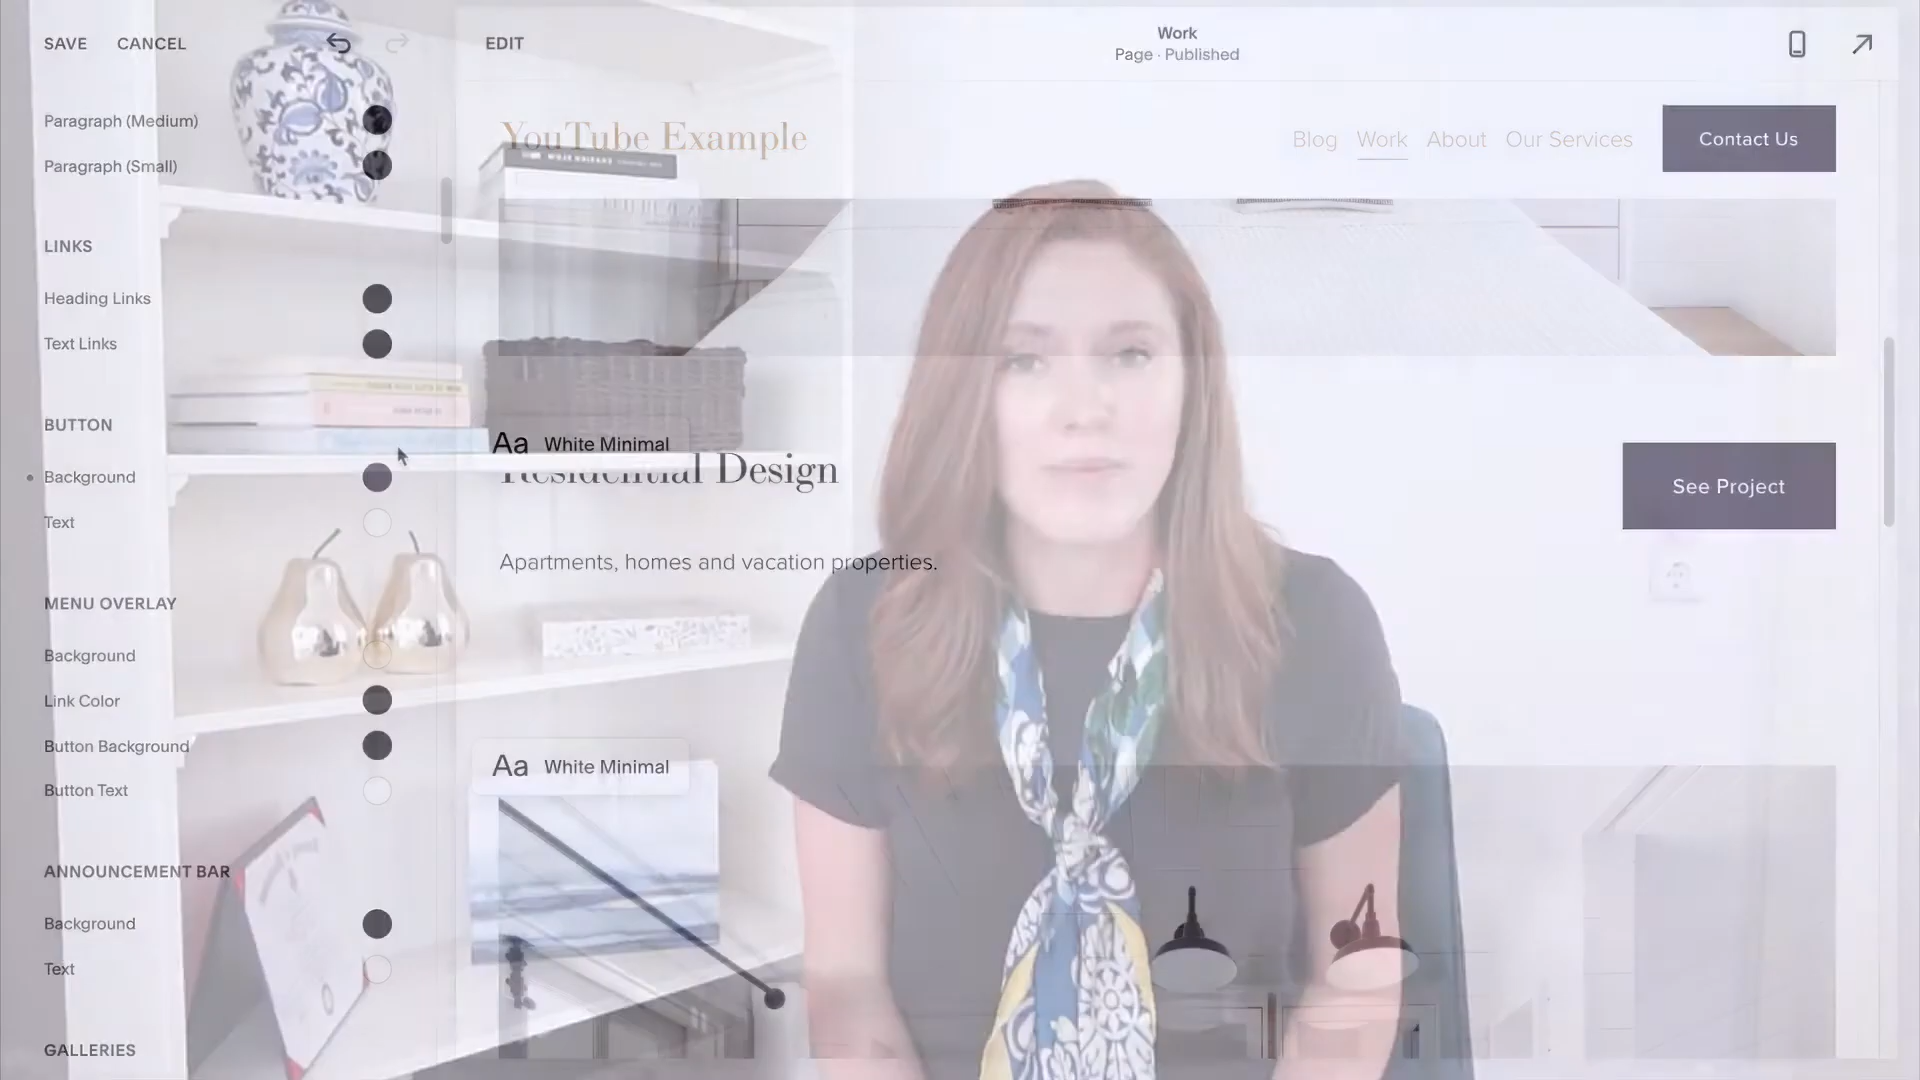 SAVE CANCEL EDIT
Work
Page · Published
Paragraph (Medium)
Paragraph (Small)
YouTube Example
Blog Work About Our Services Contact Us
LINKS
Heading Links
Text Links
BUTTON
Background
Text
Aa White Minimal
Residential Design
See Project
Apartments, homes and vacation properties.
MENU OVERLAY
Background
Link Color
Button Background
Button Text
Aa White Minimal
ANNOUNCEMENT BAR
Background
Text
GALLERIES